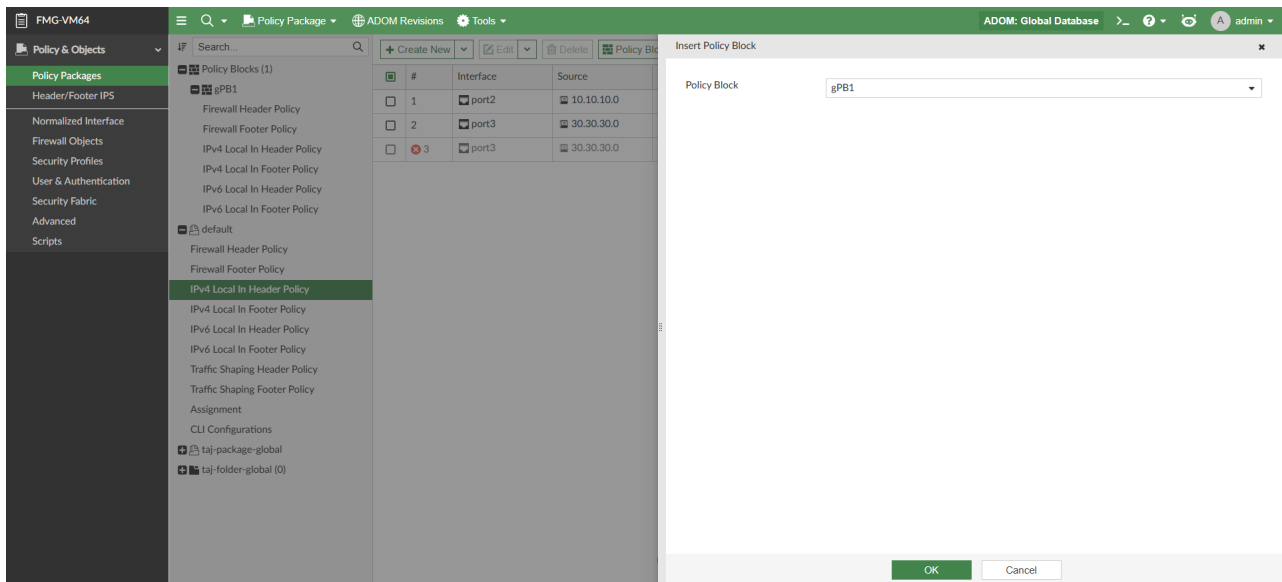 FMG-VM64
Policy Package
ADOM Revisions
Tools
ADOM: Global Database
>_
A admin
Policy & Objects
Policy Packages
Header/Footer IPS
Normalized Interface
Firewall Objects
Security Profiles
User & Authentication
Security Fabric
Advanced
Scripts
Search...
Policy Blocks (1)
gPB1
Firewall Header Policy
Firewall Footer Policy
IPv4 Local In Header Policy
IPv4 Local In Footer Policy
IPv6 Local In Header Policy
IPv6 Local In Footer Policy
default
Firewall Header Policy
Firewall Footer Policy
IPv4 Local In Header Policy
IPv4 Local In Footer Policy
IPv6 Local In Header Policy
IPv6 Local In Footer Policy
Traffic Shaping Header Policy
Traffic Shaping Footer Policy
Assignment
CLI Configurations
taj-package-global
taj-folder-global (0)
+ Create New Edit Delete Policy Blo
# Interface Source
1 port2 10.10.10.0
2 port3 30.30.30.0
3 port3 30.30.30.0
Insert Policy Block
Policy Block gPB1
OK Cancel